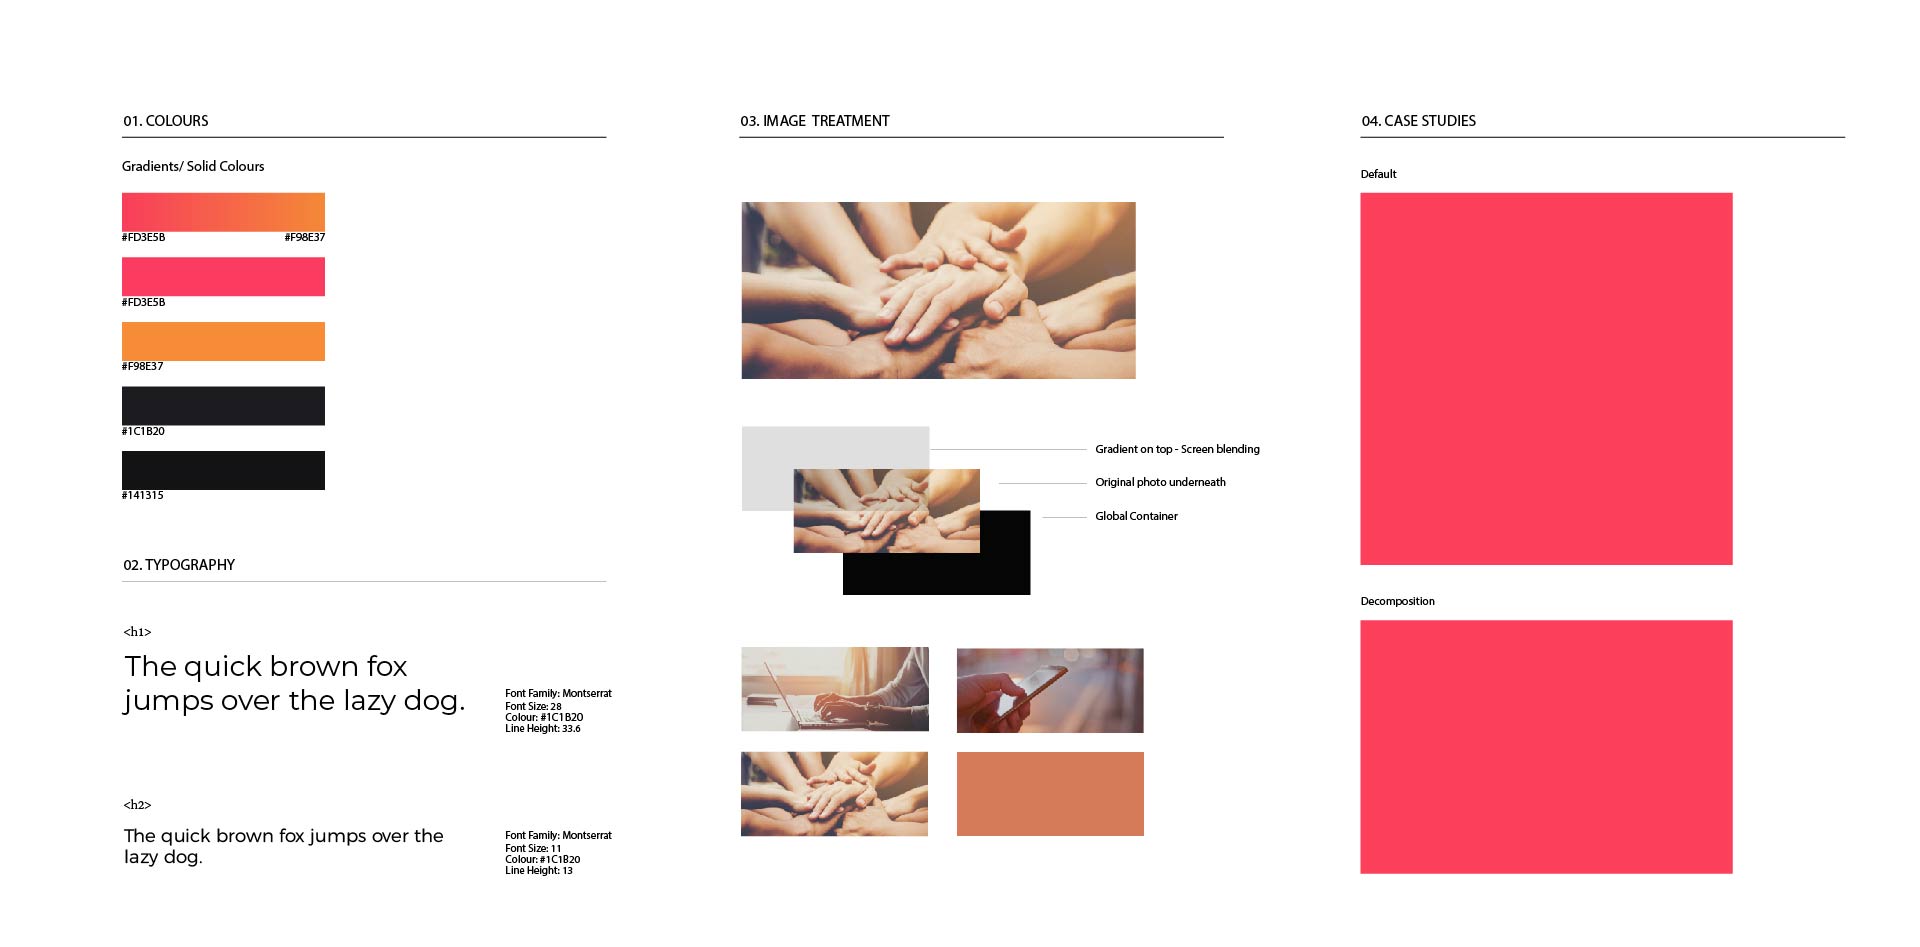 01. COLOURS
Gradients/ Solid Colours
#FD3E5B #F98E37
#FD3E5B
#F98E37
#1C1B20
#141315
02. TYPOGRAPHY
<h1>
The quick brown fox
jumps over the lazy dog.
Font Family: Montserrat
Font Size: 28
Colour: #1C1B20
Line Height: 33.6
<h2>
The quick brown fox jumps over the
lazy dog.
Font Family: Montserrat
Font Size: 11
Colour: #1C1B20
Line Height: 13
03. IMAGE TREATMENT
Gradient on top - Screen blending
Original photo underneath
Global Container
04. CASE STUDIES
Default
Decomposition